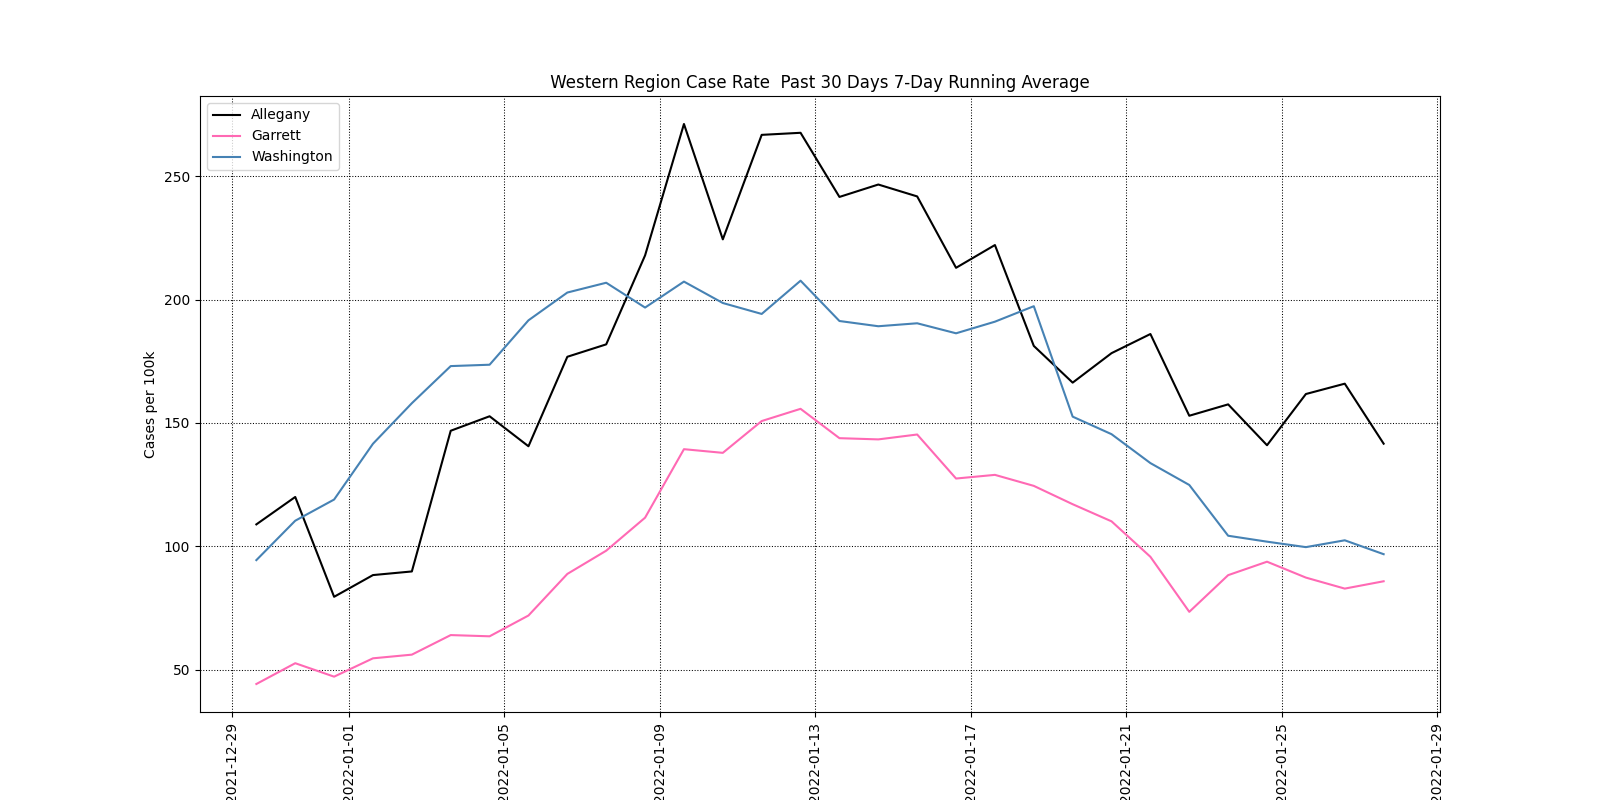 Western Region Case Rate  Past 30 Days 7-Day Running Average
Allegany
Garrett
Washington
Cases per 100k
250
200
150
100
50
2021-12-29
2022-01-01
2022-01-05
2022-01-09
2022-01-13
2022-01-17
2022-01-21
2022-01-25
2022-01-29